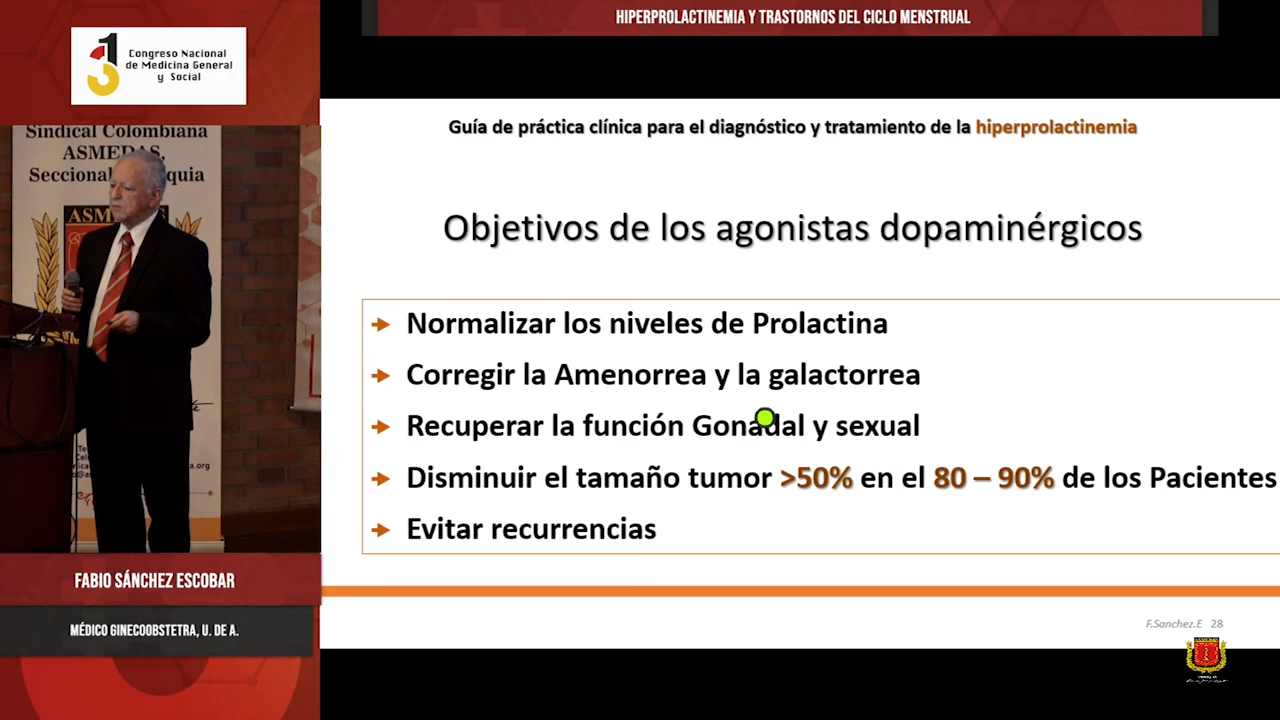 HIPERPROLACTINEMIA Y TRASTORNOS DEL CICLO MENSTRUAL
31
Congreso Nacional
de Medicina General
y Social
Sindical Colombiana
ASMEDAS.
Seccional
quia
ASM
S
Guía de práctica clínica para el diagnóstico y tratamiento de la hiperprolactinemia
Objetivos de los agonistas dopaminérgicos
Normalizar los niveles de Prolactina
Corregir la Amenorrea y la galactorrea
Recuperar la función Gonadal y sexual
Disminuir el tamaño tumor >50% en el 80 – 90% de los Pacientes
Evitar recurrencias
F.Sanchez.E 28
FABIO SÁNCHEZ ESCOBAR
MÉDICO GINECOOBSTETRA, U. DE A.